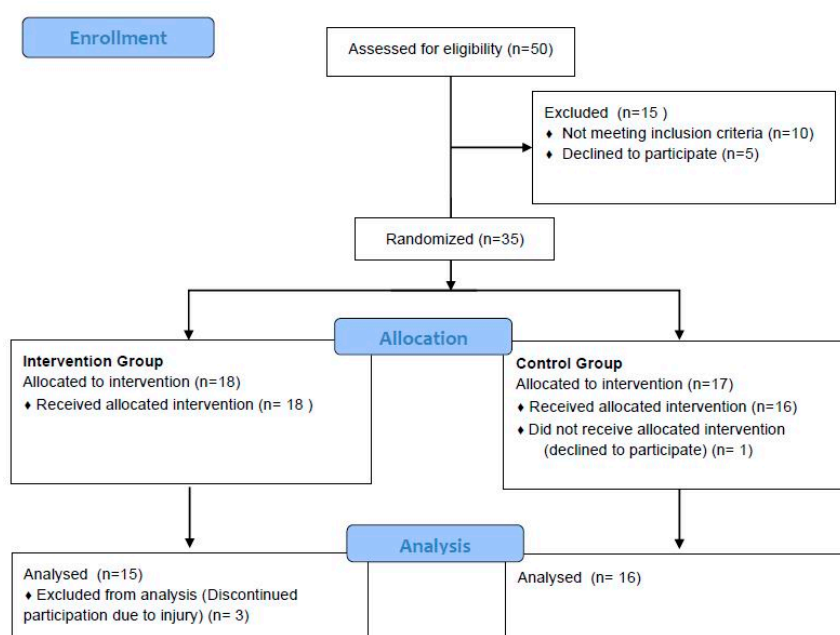 Enrollment
Assessed for eligibility (n=50)
Excluded (n=15 )
♦ Not meeting inclusion criteria (n=10)
♦ Declined to participate (n=5)
Randomized (n=35)
Allocation
Intervention Group
Allocated to intervention (n=18)
♦ Received allocated intervention (n= 18 )
Control Group
Allocated to intervention (n=17)
♦ Received allocated intervention (n=16)
♦ Did not receive allocated intervention
(declined to participate) (n= 1)
Analysis
Analysed (n=15)
♦ Excluded from analysis (Discontinued
participation due to injury) (n= 3)
Analysed (n= 16)